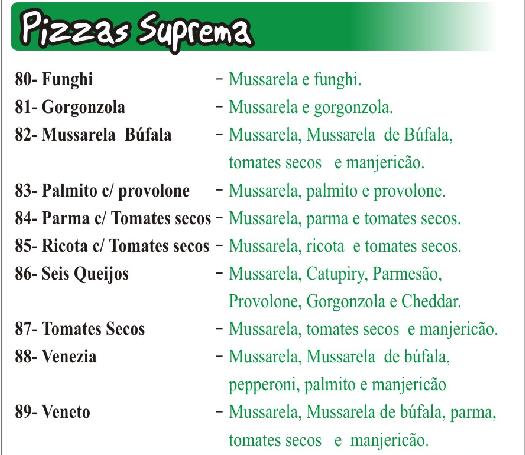 Pizzas Suprema
80- Funghi - Mussarela e funghi.
81- Gorgonzola - Mussarela e gorgonzola.
82- Mussarela Búfala - Mussarela, Mussarela de Búfala,
tomates secos e manjericão.
83- Palmito c/ provolone - Mussarela, palmito e provolone.
84- Parma c/ Tomates secos - Mussarela, parma e tomates secos.
85- Ricota c/ Tomates secos - Mussarela, ricota e tomates secos.
86- Seis Queijos - Mussarela, Catupiry, Parmesão,
Provolone, Gorgonzola e Cheddar.
87- Tomates Secos - Mussarela, tomates secos e manjericão.
88- Venezia - Mussarela, Mussarela de búfala,
pepperoni, palmito e manjericão
89- Veneto - Mussarela, Mussarela de búfala, parma,
tomates secos e manjericão.